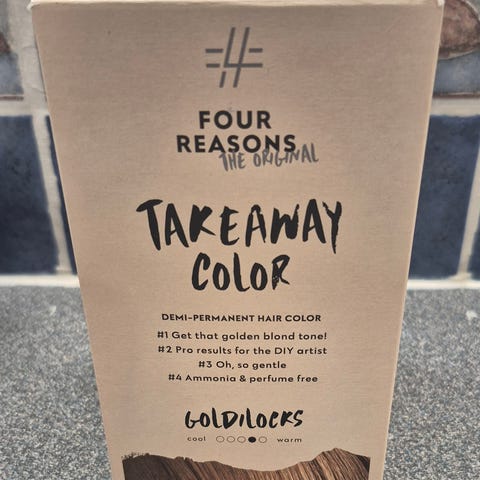 FOUR
REASONS
THE ORIGINAL
TAKEAWAY
COLOR
DEMI-PERMANENT HAIR COLOR
#1 Get that golden blond tone!
#2 Pro results for the DIY artist
#3 Oh, so gentle
#4 Ammonia & perfume free
GOLDILOCKS
cool warm